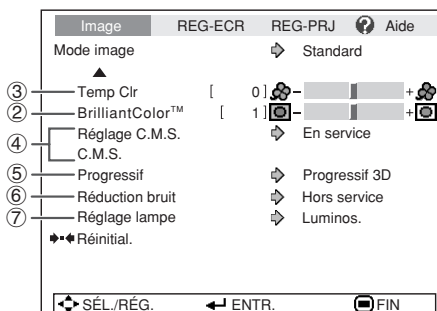 Image REG-ECR REG-PRJ ? Aide
Mode image Standard
③ Temp Clr [ 0] − +
② BrilliantColor™ [ 1] − +
④ Réglage C.M.S. En service
C.M.S.
⑤ Progressif Progressif 3D
⑥ Réduction bruit Hors service
⑦ Réglage lampe Luminos.
Réinitial.
SÉL./RÉG. ENTR. FIN